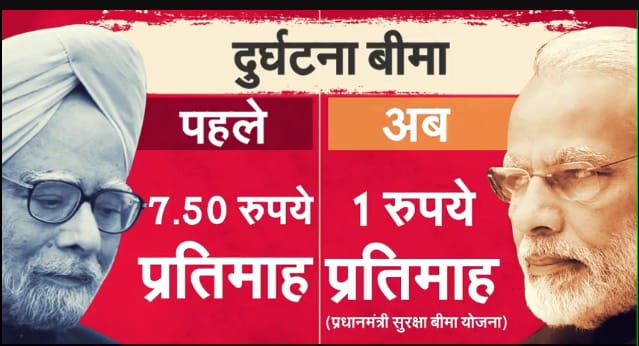 दुर्घटना बीमा
पहले
7.50 रुपये
प्रतिमाह
अब
1 रुपये
प्रतिमाह
(प्रधानमंत्री सुरक्षा बीमा योजना)